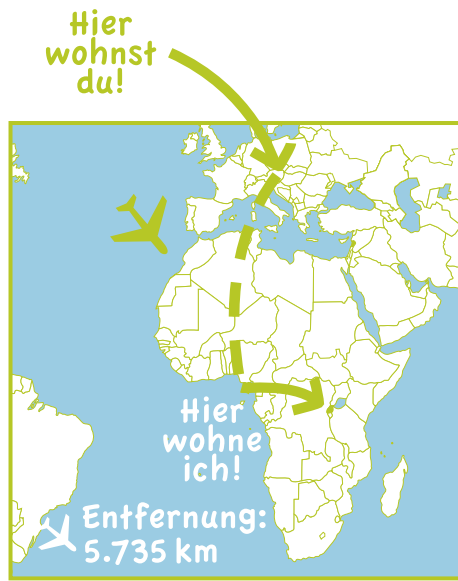 Hier
wohnst
du!
Hier
wohne
ich!
Entfernung:
5.735 km